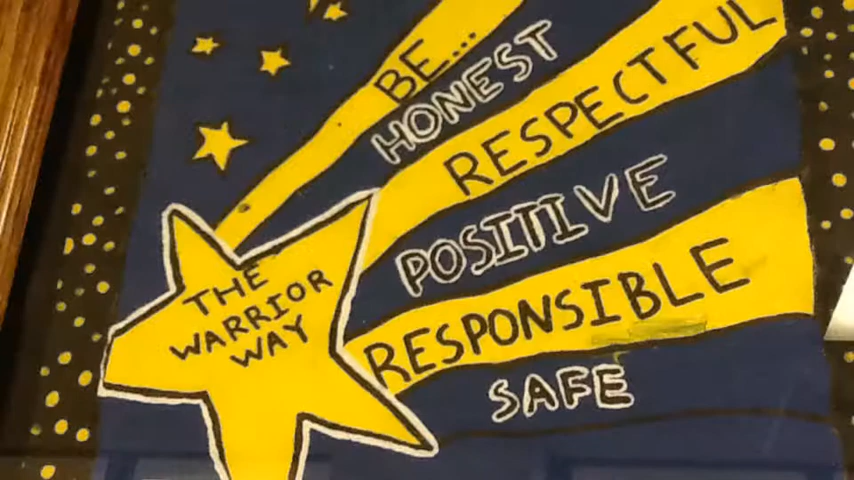 BE...
HONEST
RESPECTFUL
POSITIVE
RESPONSIBLE
SAFE
THE
WARRIOR
WAY